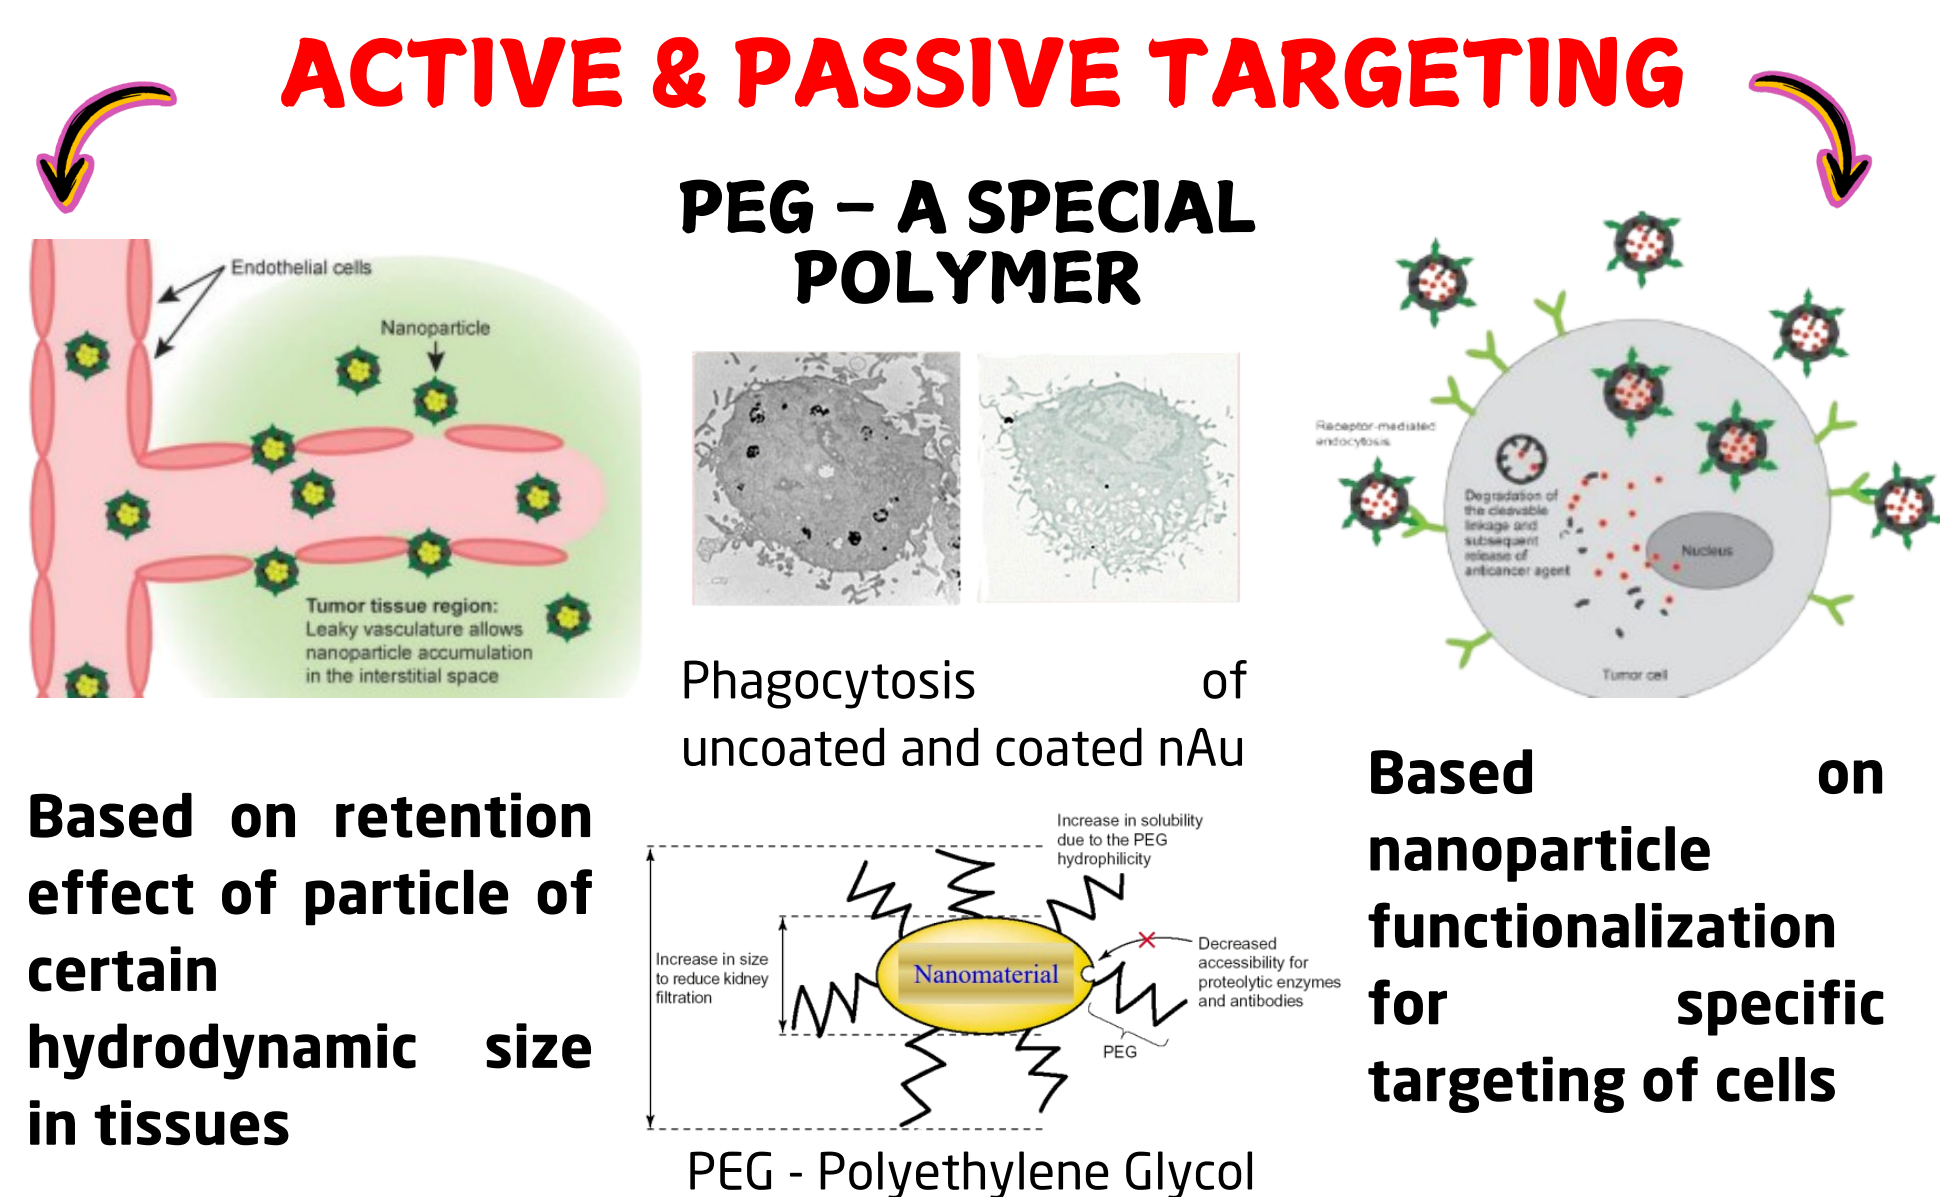 ACTIVE & PASSIVE TARGETING
Endothelial cells
Nanoparticle
Tumor tissue region:
Leaky vasculature allows
nanoparticle accumulation
in the interstitial space
Based on retention
effect of particle of
certain
hydrodynamic size
in tissues
PEG – A SPECIAL
POLYMER
Phagocytosis of
uncoated and coated nAu
Increase in solubility
due to the PEG
hydrophilicity
Increase in size
to reduce kidney
filtration
Nanomaterial
Decreased
accessibility for
proteolytic enzymes
and antibodies
PEG
PEG - Polyethylene Glycol
Receptor-mediated
endocytosis
Degradation of
the cleavable
linkage and
subsequent
release of
anticancer agent
Nucleus
Tumor cell
Based on
nanoparticle
functionalization
for specific
targeting of cells